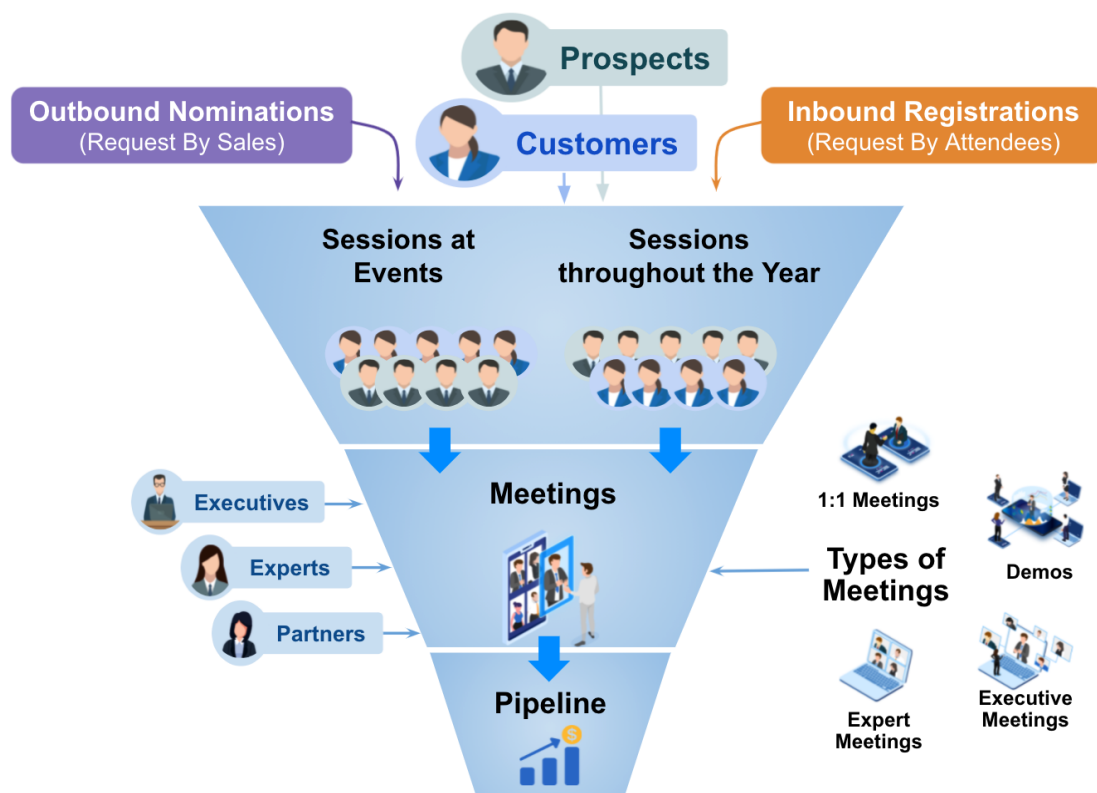 Prospects
Outbound Nominations
(Request By Sales)
Customers
Inbound Registrations
(Request By Attendees)
Sessions at
Events
Sessions
throughout the Year
Executives
Experts
Partners
Meetings
1:1 Meetings
Demos
Types of
Meetings
Expert
Meetings
Executive
Meetings
Pipeline
$